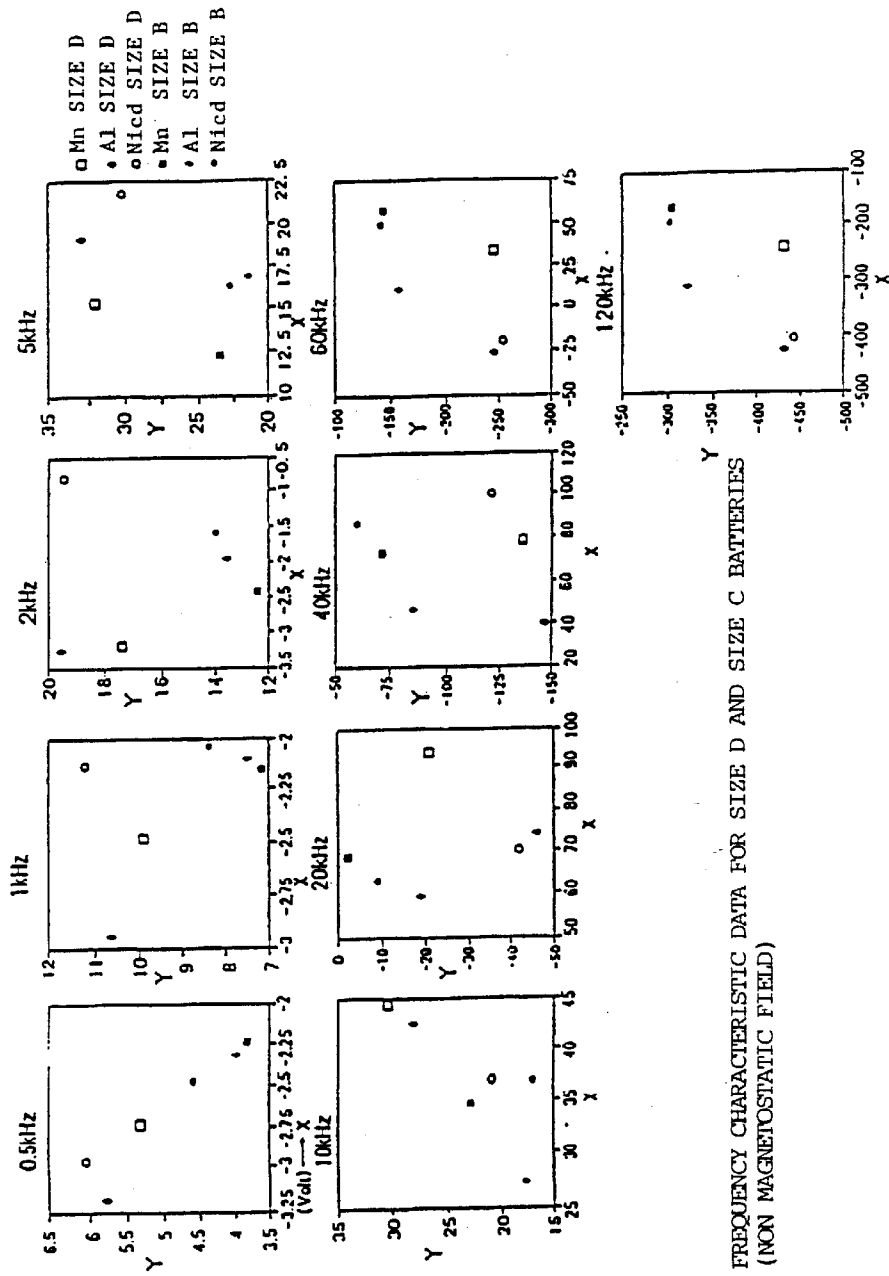 0.5kHz
6.5
6
5.5
5
4.5
4
3.5
Y
-3.25 -3 -2.75 -2.5 -2.25 -2
(Volt) → X
1kHz
12
11
10
9
8
7
Y
-3 -2.75 -2.5 -2.25 -2
X
2kHz
20
18
16
14
12
Y
-3.5 -3 -2.5 -2 -1.5 -1 -0.5
X
5kHz
35
30
25
20
Y
10 12.5 15 17.5 20 22.5
X
Mn SIZE D
Al SIZE D
Nicd SIZE D
Mn SIZE B
Al SIZE B
Nicd SIZE B
10kHz
35
30
25
20
15
Y
25 30 35 40 45
X
20kHz
0
-10
-20
-30
-40
-50
Y
50 60 70 80 90 100
X
40kHz
-50
-75
-100
-125
-150
Y
20 40 60 80 100 120
X
60kHz
-100
-150
-200
-250
-300
Y
-50 -25 0 25 50 75
X
120kHz
-250
-300
-350
-400
-450
-500
Y
-500 -400 -300 -200 -100
X
FREQUENCY CHARACTERISTIC DATA FOR SIZE D AND SIZE C BATTERIES
(NON MAGNETOSTATIC FIELD)